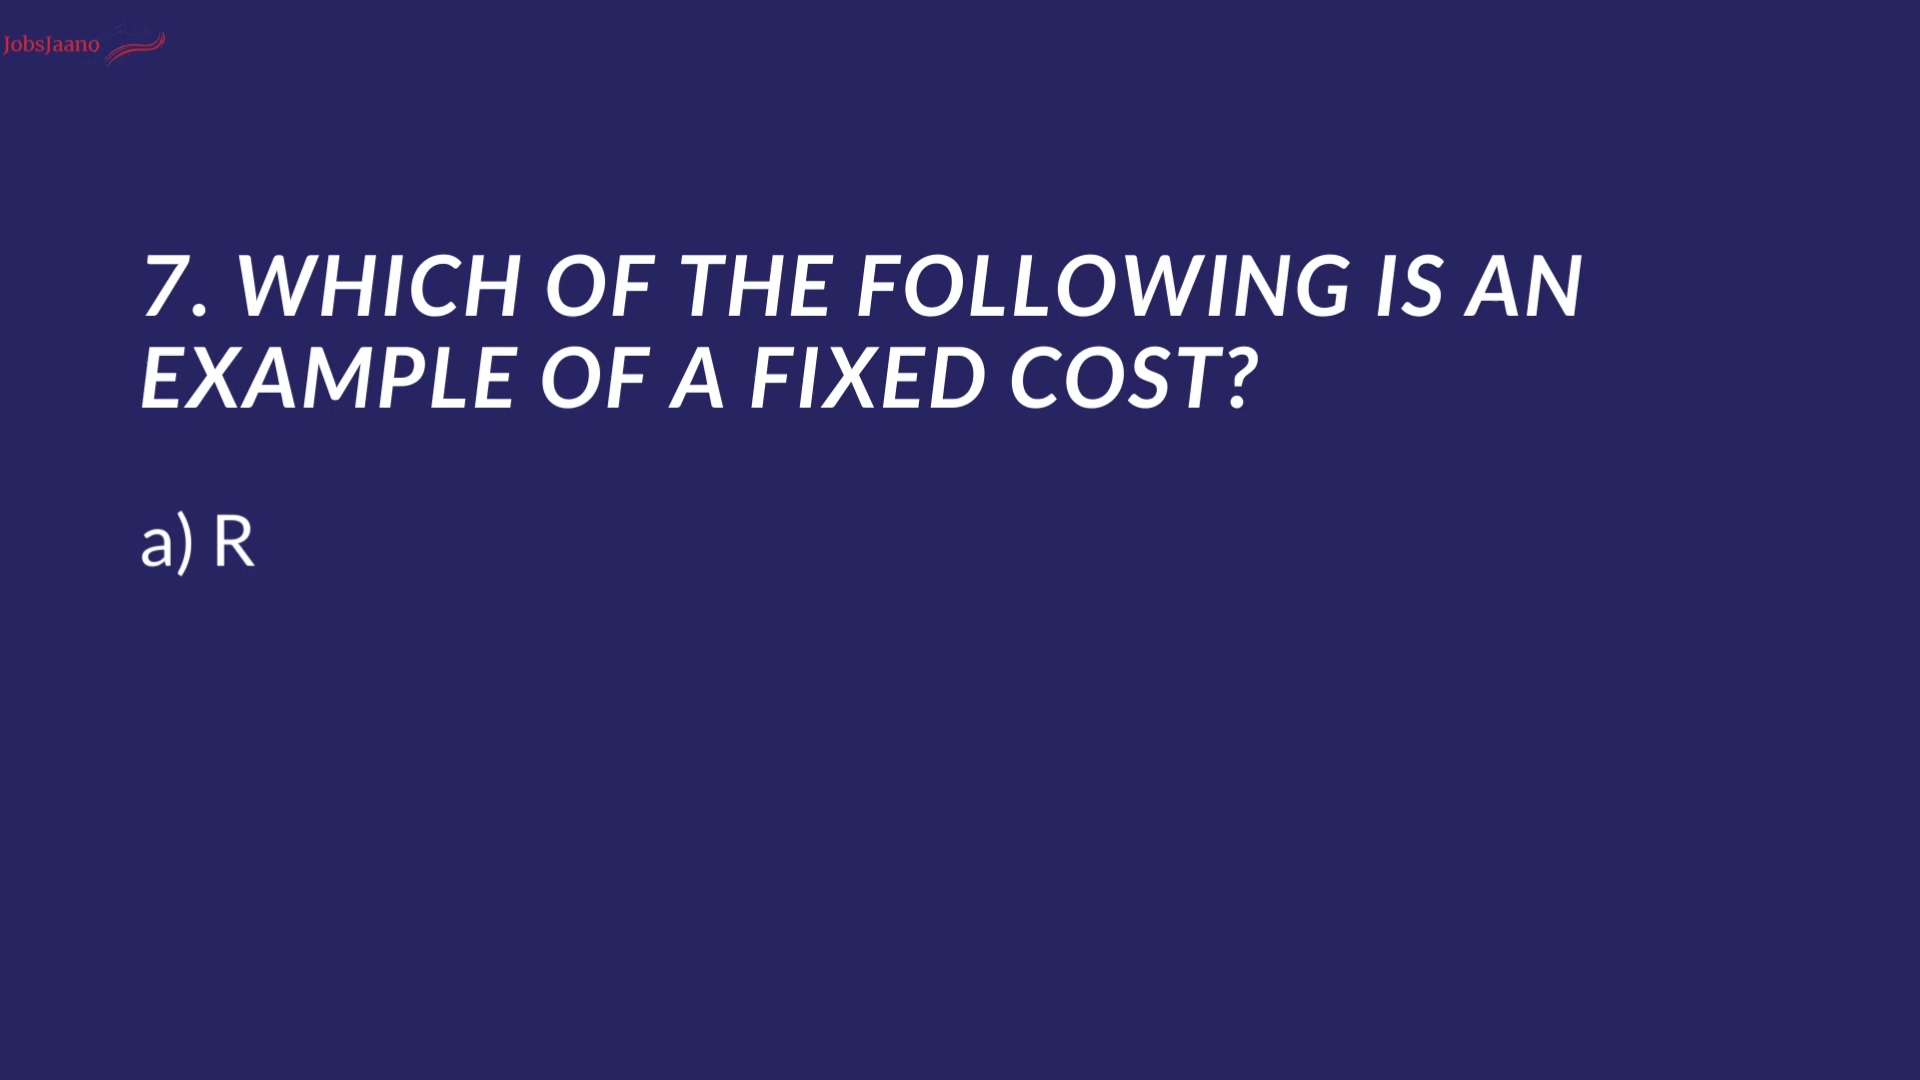 JobsJaano
7. WHICH OF THE FOLLOWING IS AN
EXAMPLE OF A FIXED COST?
a) R